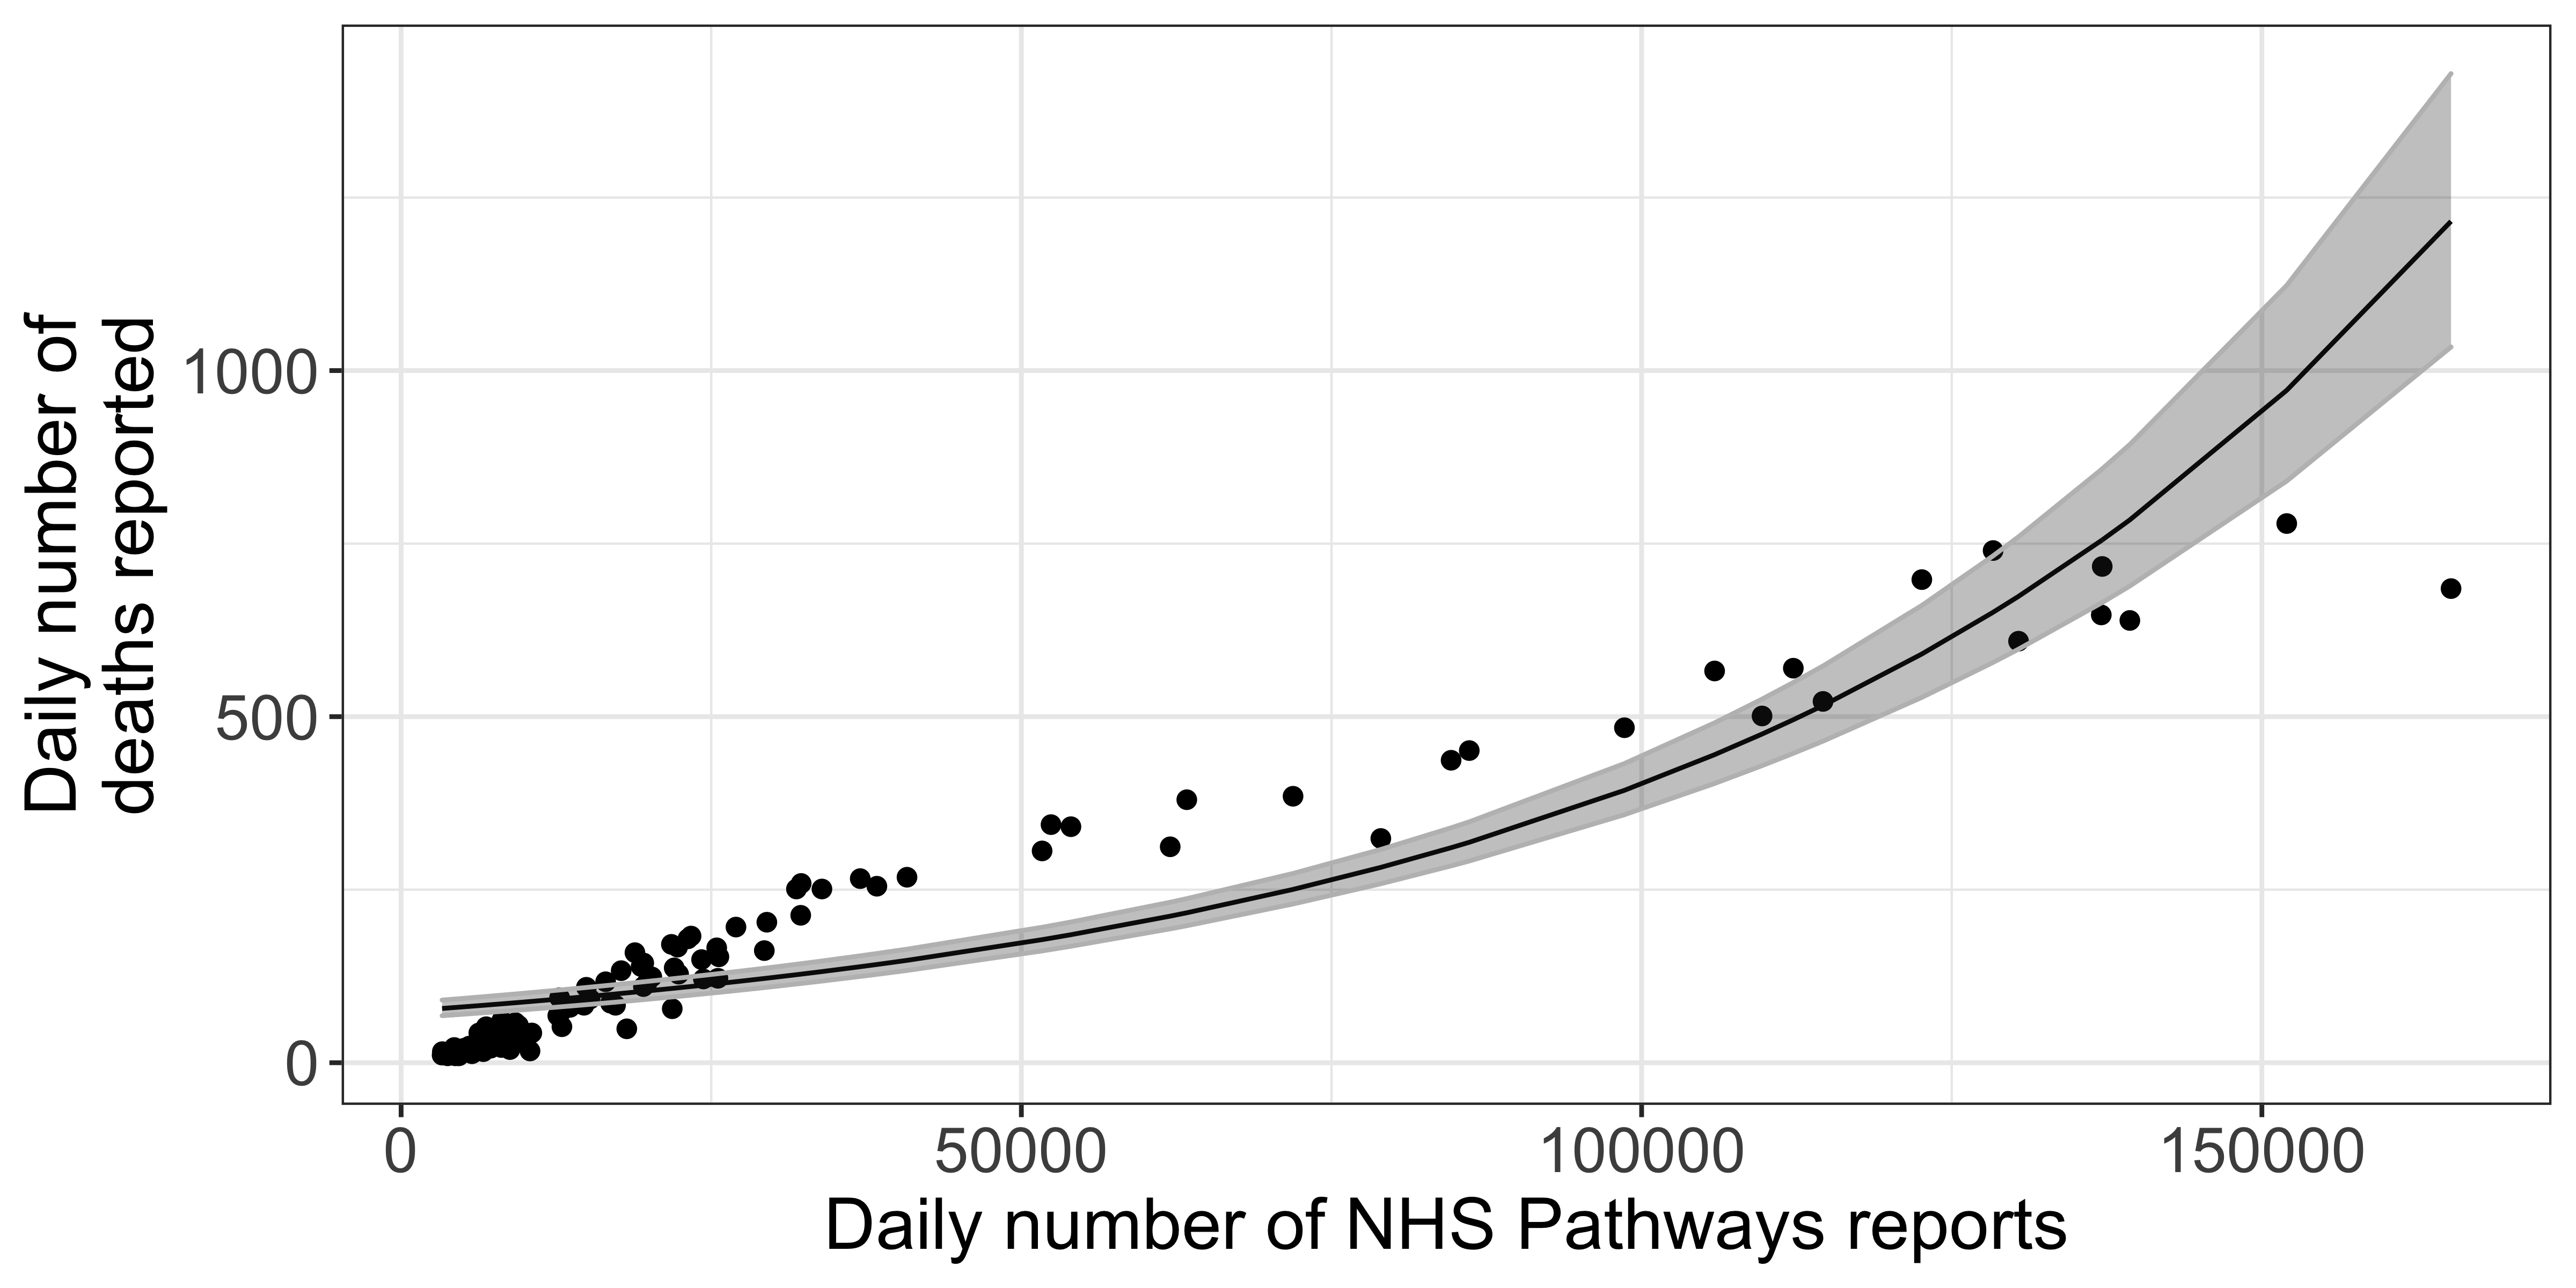 Daily number of
deaths reported
1000
500
0
0 50000 100000 150000
Daily number of NHS Pathways reports